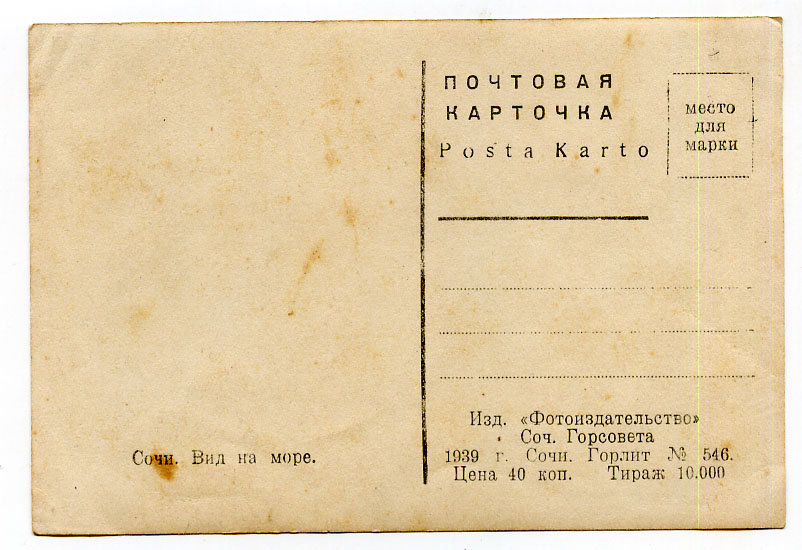 ПОЧТОВАЯ
КАРТОЧКА
Posta Karto
место
для
марки
Изд. «Фотоиздательство»
Соч. Горсовета
1939 г. Сочи. Горлит № 546.
Цена 40 коп. Тираж 10.000
Сочи. Вид на море.